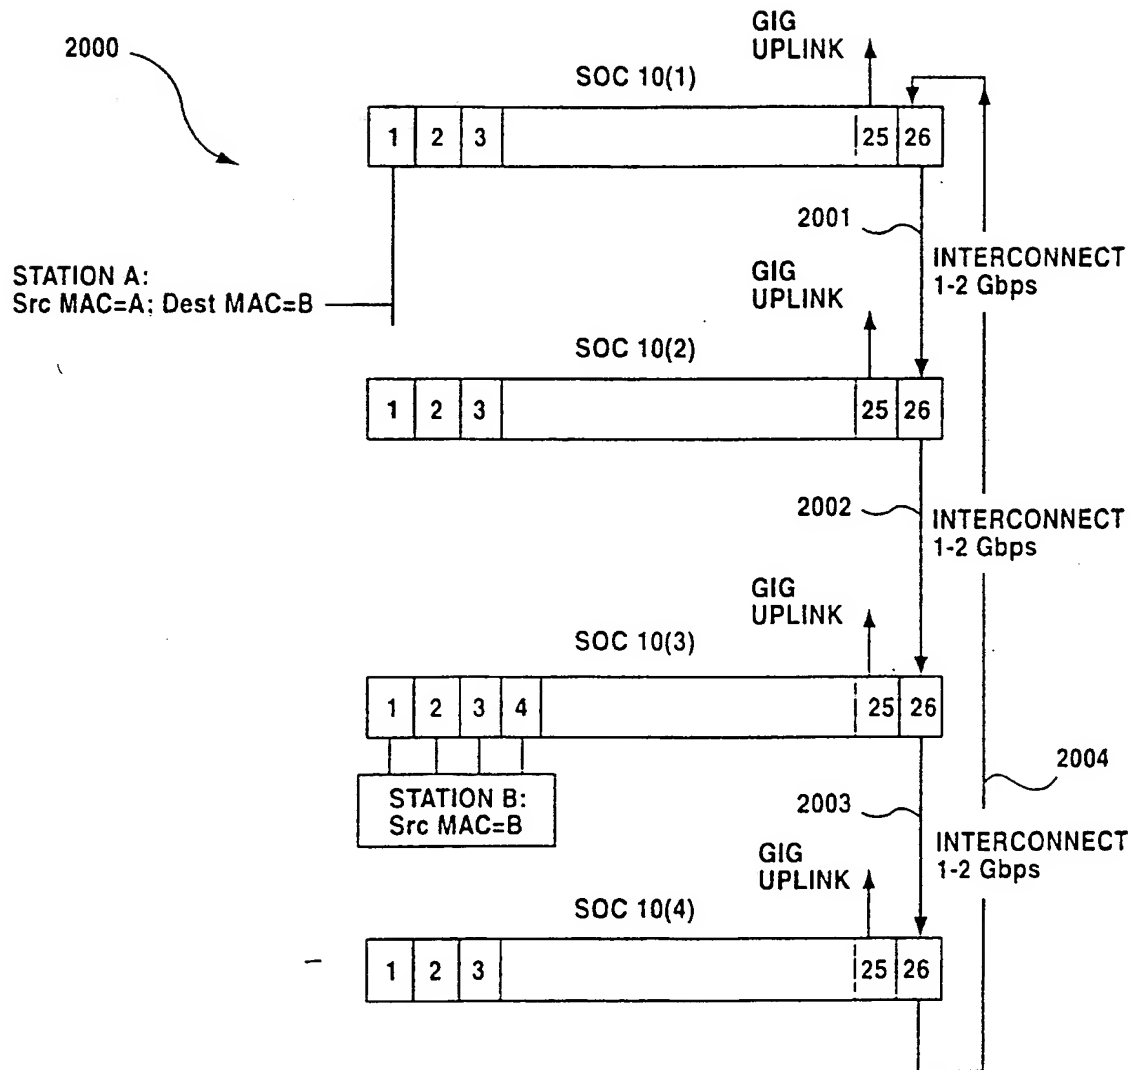 2000
GIG
UPLINK
SOC 10(1)
1 2 3 25 26
2001
INTERCONNECT
1-2 Gbps
STATION A:
Src MAC=A; Dest MAC=B
GIG
UPLINK
SOC 10(2)
1 2 3 25 26
2002
INTERCONNECT
1-2 Gbps
GIG
UPLINK
SOC 10(3)
1 2 3 4 25 26
STATION B:
Src MAC=B
2004
2003
INTERCONNECT
1-2 Gbps
GIG
UPLINK
SOC 10(4)
1 2 3 25 26